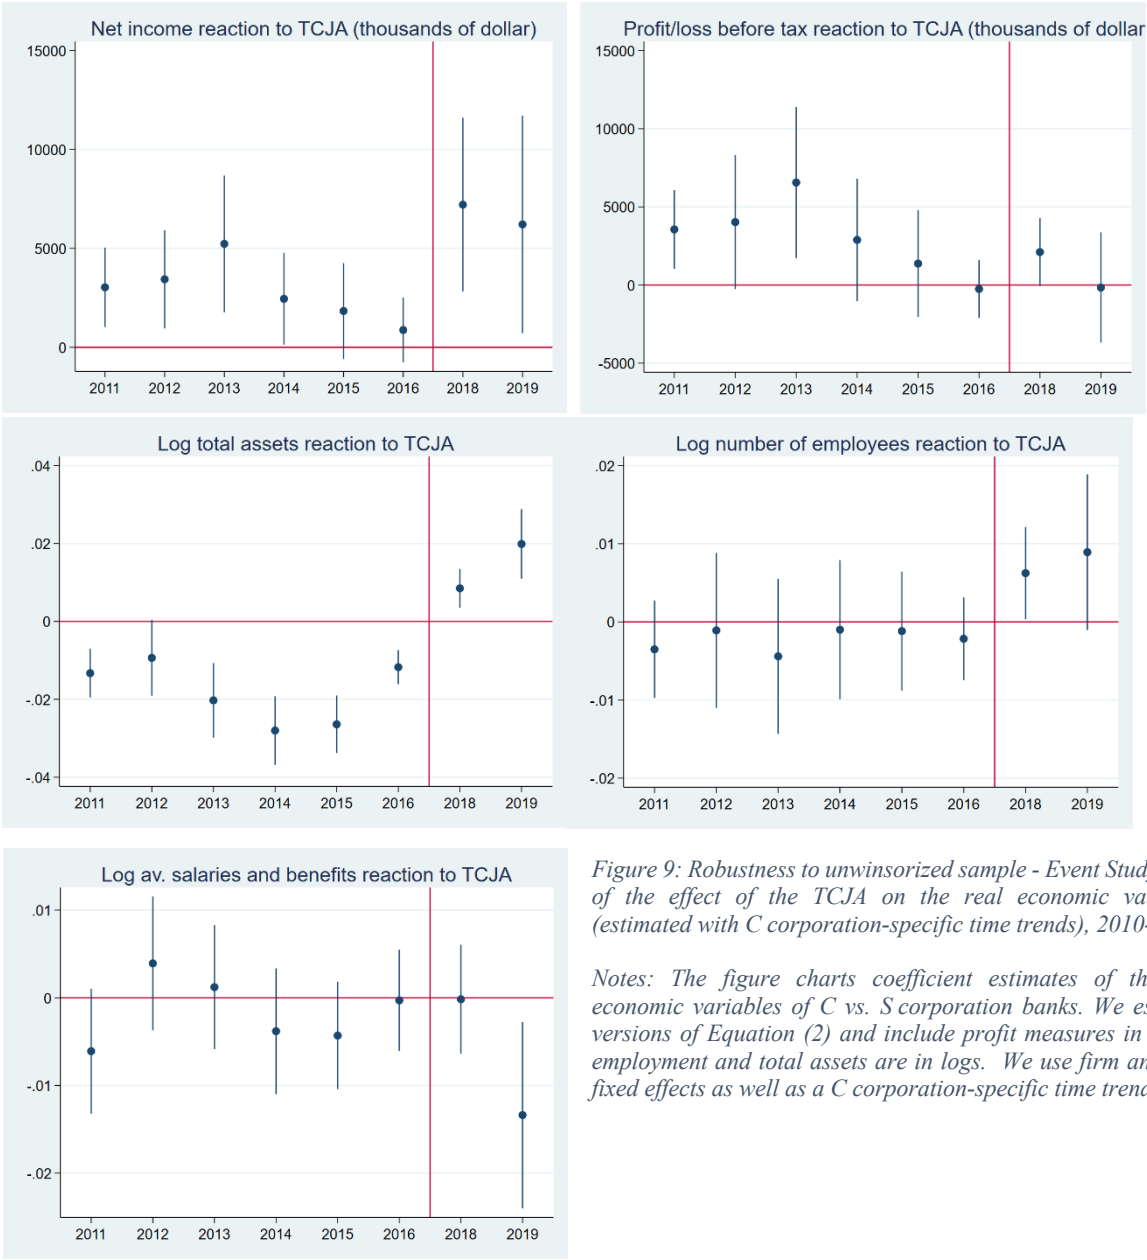 Net income reaction to TCJA (thousands of dollar)
15000
10000
5000
0
2011 2012 2013 2014 2015 2016 2018 2019
Profit/loss before tax reaction to TCJA (thousands of dollar
15000
10000
5000
0
-5000
2011 2012 2013 2014 2015 2016 2018 2019
Log total assets reaction to TCJA
.04
.02
0
-.02
-.04
2011 2012 2013 2014 2015 2016 2018 2019
Log number of employees reaction to TCJA
.02
.01
0
-.01
-.02
2011 2012 2013 2014 2015 2016 2018 2019
Log av. salaries and benefits reaction to TCJA
.01
0
-.01
-.02
2011 2012 2013 2014 2015 2016 2018 2019
Figure 9: Robustness to unwinsorized sample - Event Stud
of the effect of the TCJA on the real economic va
(estimated with C corporation-specific time trends), 2010-
Notes: The figure charts coefficient estimates of th
economic variables of C vs. S corporation banks. We es
versions of Equation (2) and include profit measures in
employment and total assets are in logs. We use firm an
fixed effects as well as a C corporation-specific time trend